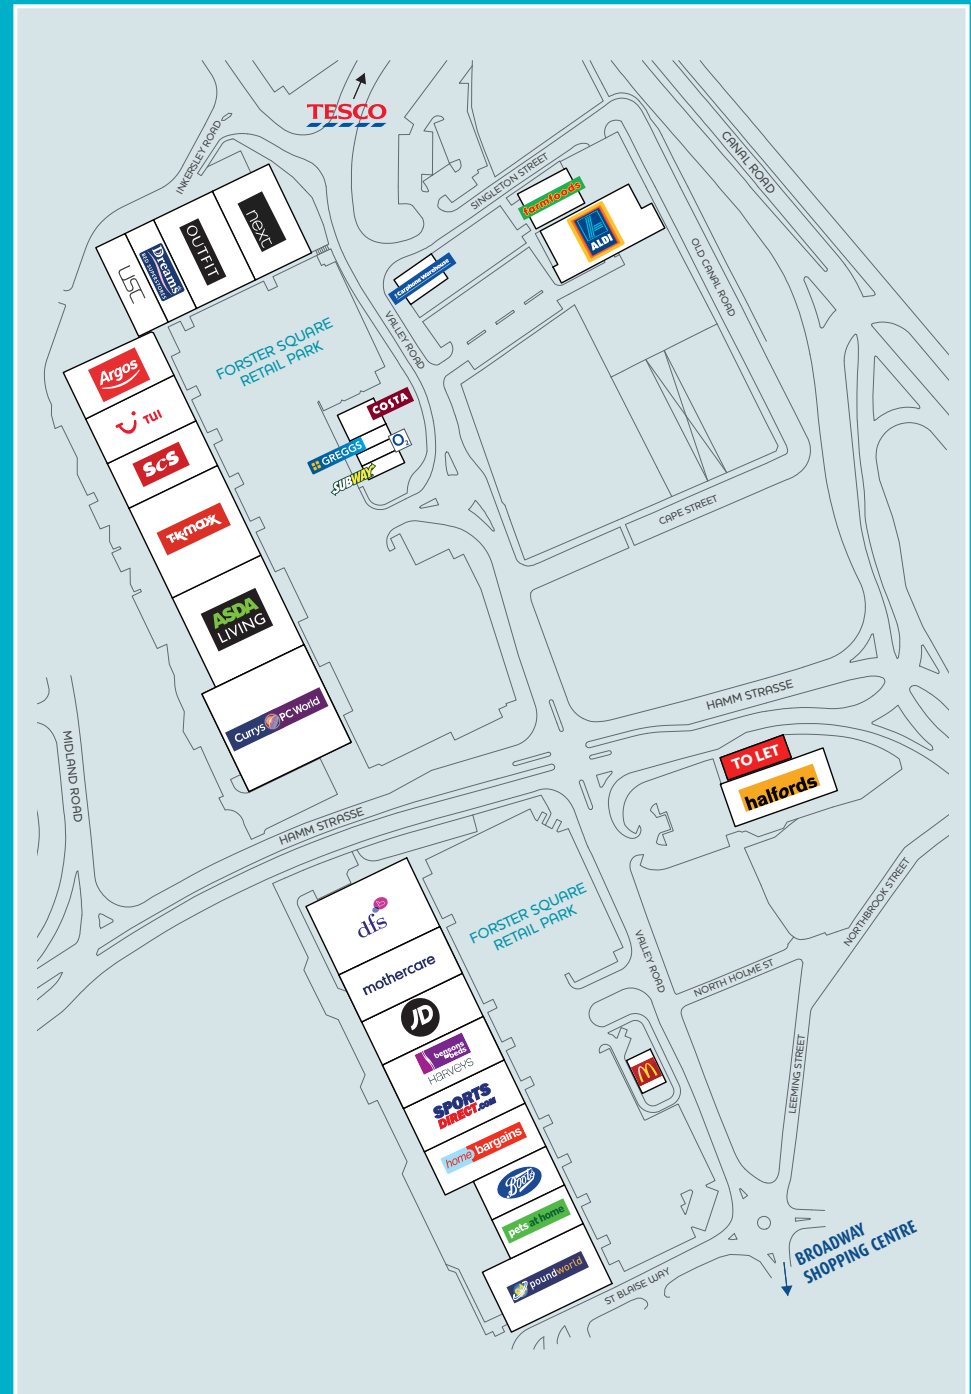 TESCO
INKERSLEY ROAD
CANAL ROAD
SINGLETON STREET
farmfoods
ALDI
OLD CANAL ROAD
next
OUTFIT
Dreams
BED SUPERSTORES
USC
The Carphone Warehouse
VALLEY ROAD
FORSTER SQUARE
RETAIL PARK
Argos
TUI
ScS
T·K·maxx
COSTA
O2
GREGGS
SUBWAY
CAPE STREET
ASDA
LIVING
Currys PC World
HAMM STRASSE
MIDLAND ROAD
TO LET
halfords
HAMM STRASSE
dfs
mothercare
JD
bensons
for beds
HARVEYS
SPORTS
DIRECT.COM
home bargains
Boots
pets at home
poundworld
FORSTER SQUARE
RETAIL PARK
VALLEY ROAD
NORTHBROOK STREET
NORTH HOLME ST
LEEMING STREET
M
ST BLAISE WAY
BROADWAY
SHOPPING CENTRE